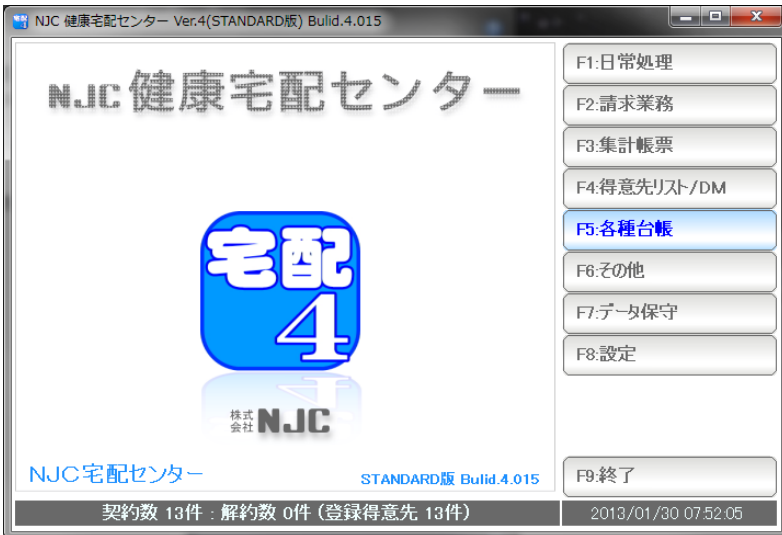 NJC 健康宅配センター Ver.4(STANDARD版) Bulid.4.015
NJC健康宅配センター
宅配
4
株式会社NJC
NJC宅配センター
STANDARD版 Bulid.4.015
F1:日常処理
F2:請求業務
F3:集計帳票
F4:得意先リスト/DM
F5:各種台帳
F6:その他
F7:データ保守
F8:設定
F9:終了
契約数 13件 : 解約数 0件 (登録得意先 13件)
2013/01/30 07:52:05